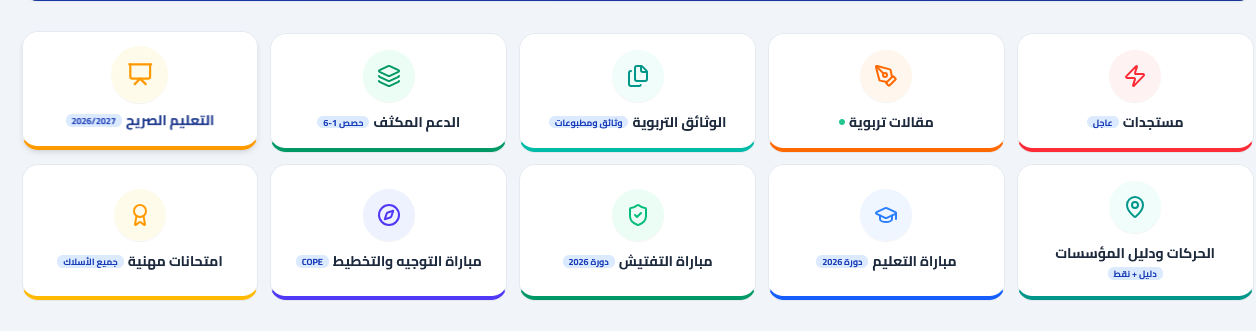 مستجدات عاجل
مقالات تربوية
الوثائق التربوية وثائق ومطبوعات
الدعم المكثف حصص 1-6
التعليم الصريح 2026/2027
الحركات ودليل المؤسسات
دليل + نقط
مباراة التعليم دورة 2026
مباراة التفتيش دورة 2026
مباراة التوجيه والتخطيط COPE
امتحانات مهنية جميع الأسلاك